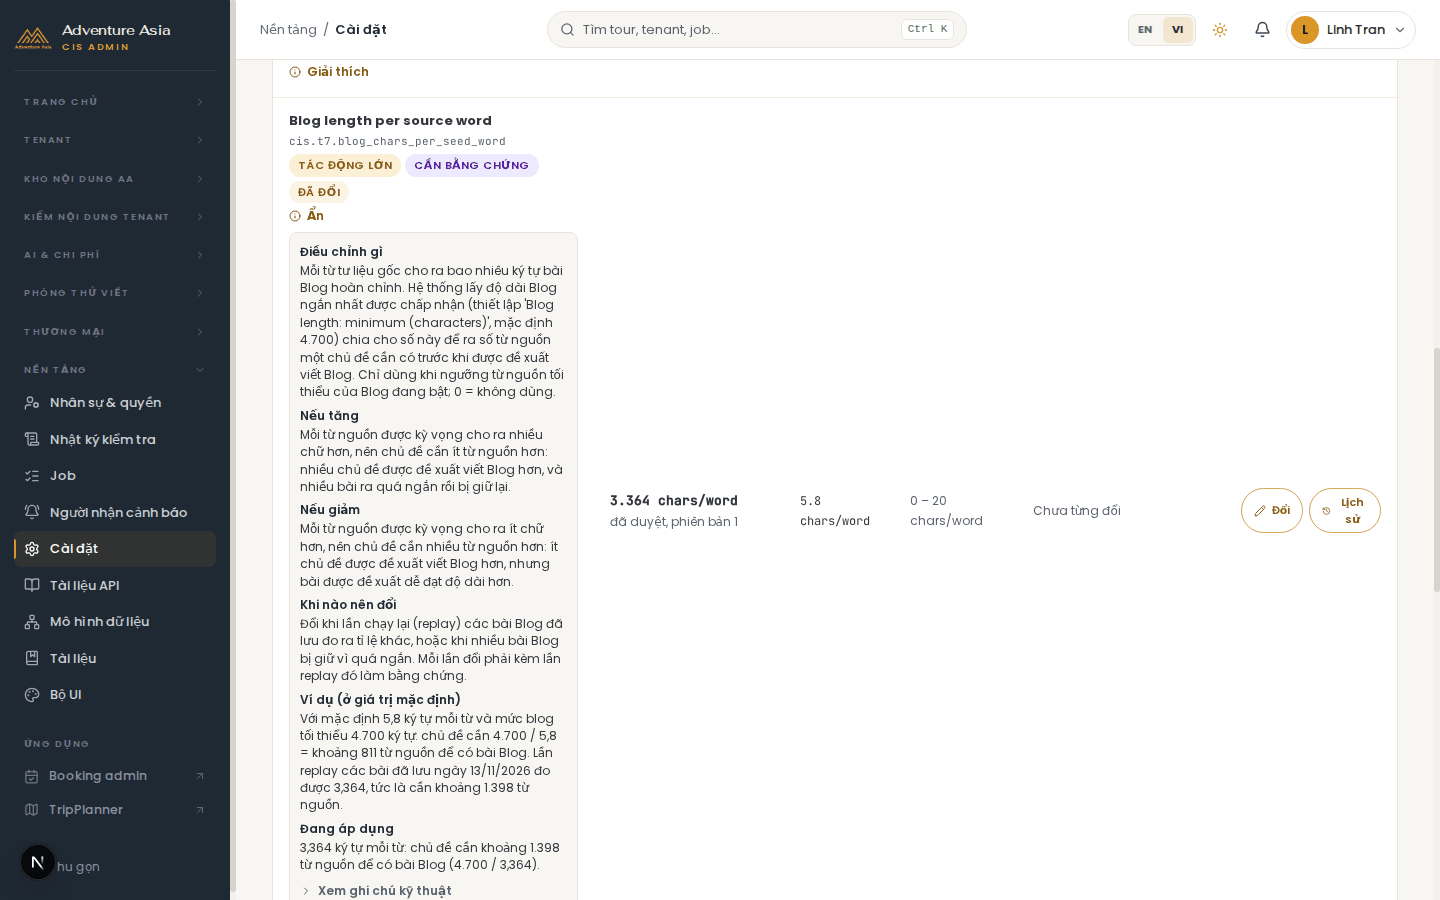 Adventure Asia
CIS ADMIN
TRANG CHỦ
TENANT
KHO NỘI DUNG AA
KIỂM NỘI DUNG TENANT
AI & CHI PHÍ
PHÒNG THỬ VIẾT
THƯƠNG MẠI
NỀN TẢNG
Nhân sự & quyền
Nhật ký kiểm tra
Job
Người nhận cảnh báo
Cài đặt
Tài liệu API
Mô hình dữ liệu
Tài liệu
Bộ UI
ỨNG DỤNG
Booking admin
TripPlanner
N
hu gọn
Nền tảng / Cài đặt
Tìm tour, tenant, job...
Ctrl K
EN VI
L Linh Tran
Giải thích
Blog length per source word
cis.t7.blog_chars_per_seed_word
TÁC ĐỘNG LỚN CẦN BẰNG CHỨNG
ĐÃ ĐỔI
Ẩn
Điều chỉnh gì
Mỗi từ tư liệu gốc cho ra bao nhiêu ký tự bài
Blog hoàn chỉnh. Hệ thống lấy độ dài Blog
ngắn nhất được chấp nhận (thiết lập 'Blog
length: minimum (characters)', mặc định
4.700) chia cho số này để ra số từ nguồn
một chủ đề cần có trước khi được đề xuất
viết Blog. Chỉ dùng khi ngưỡng từ nguồn tối
thiểu của Blog đang bật; 0 = không dùng.
Nếu tăng
Mỗi từ nguồn được kỳ vọng cho ra nhiều
chữ hơn, nên chủ đề cần ít từ nguồn hơn:
nhiều chủ đề được đề xuất viết Blog hơn, và
nhiều bài ra quá ngắn rồi bị giữ lại.
Nếu giảm
Mỗi từ nguồn được kỳ vọng cho ra ít chữ
hơn, nên chủ đề cần nhiều từ nguồn hơn: ít
chủ đề được đề xuất viết Blog hơn, nhưng
bài được đề xuất dễ đạt độ dài hơn.
Khi nào nên đổi
Đổi khi lần chạy lại (replay) các bài Blog đã
lưu đo ra tỉ lệ khác, hoặc khi nhiều bài Blog
bị giữ vì quá ngắn. Mỗi lần đổi phải kèm lần
replay đó làm bằng chứng.
Ví dụ (ở giá trị mặc định)
Với mặc định 5,8 ký tự mỗi từ và mức blog
tối thiểu 4.700 ký tự: chủ đề cần 4.700 / 5,8
= khoảng 811 từ nguồn để có bài Blog. Lần
replay các bài đã lưu ngày 13/11/2026 đo
được 3,364, tức là cần khoảng 1.398 từ
nguồn.
Đang áp dụng
3,364 ký tự mỗi từ: chủ đề cần khoảng 1.398
từ nguồn để có bài Blog (4.700 / 3,364).
Xem ghi chú kỹ thuật
3.364 chars/word
đã duyệt, phiên bản 1
5.8
chars/word
0 – 20
chars/word
Chưa từng đổi
Đổi
Lịch
sử